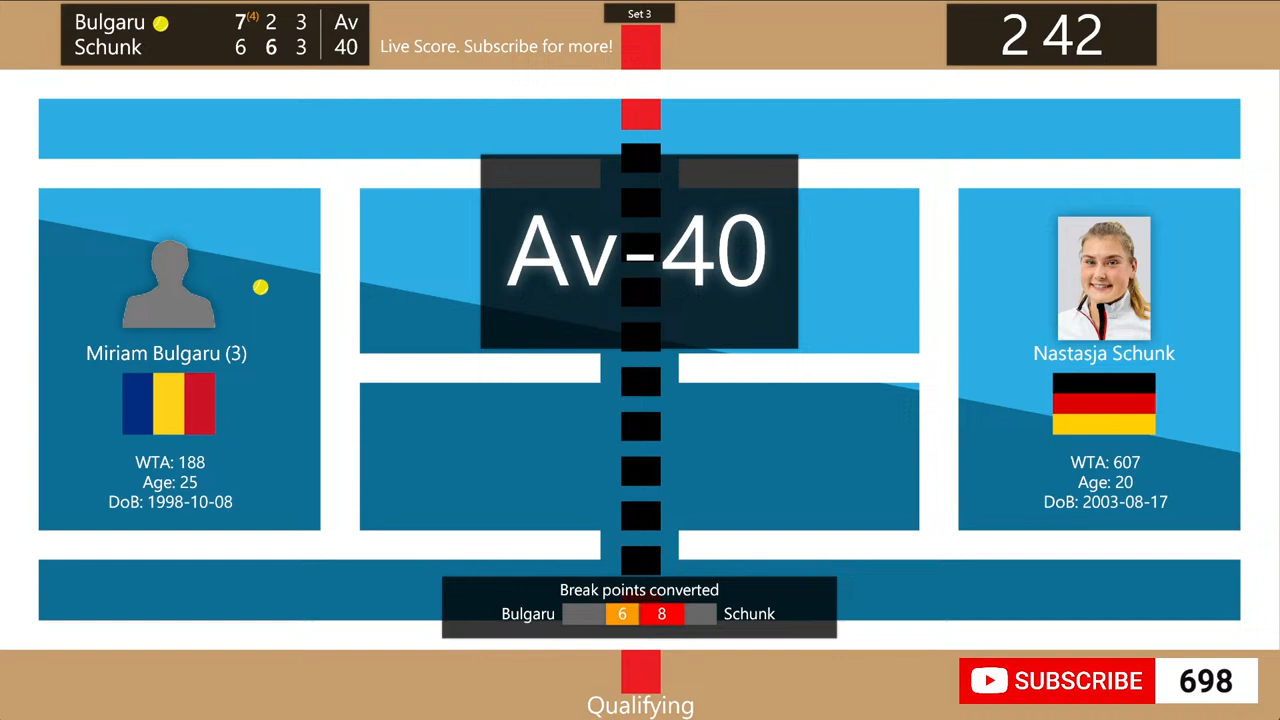 Bulgaru 7(4) 2 3 Av
Schunk 6 6 3 40
Live Score. Subscribe for more!
Set 3
2 42
Av-40
Miriam Bulgaru (3)
WTA: 188
Age: 25
DoB: 1998-10-08
Nastasja Schunk
WTA: 607
Age: 20
DoB: 2003-08-17
Break points converted
Bulgaru 6 8 Schunk
Qualifying
SUBSCRIBE 698